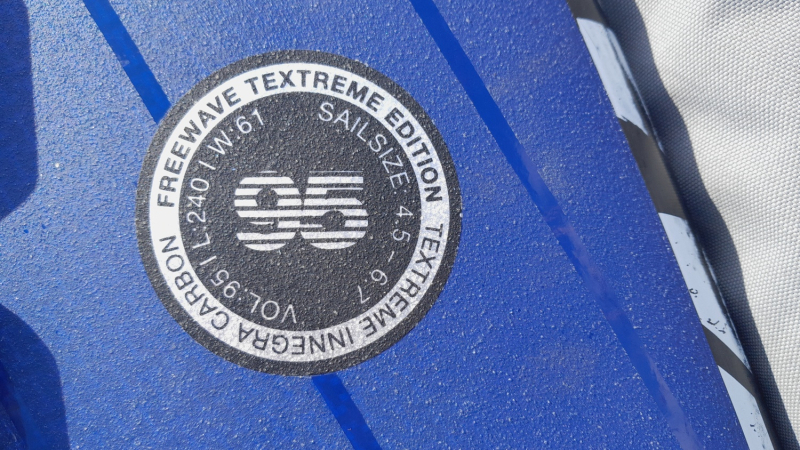 FREEWAVE TEXTREME EDITION
TEXTREME INNEGRA CARBON
VOL:95 I L:240 I W:61
SAILSIZE 4.5 - 6.7
95